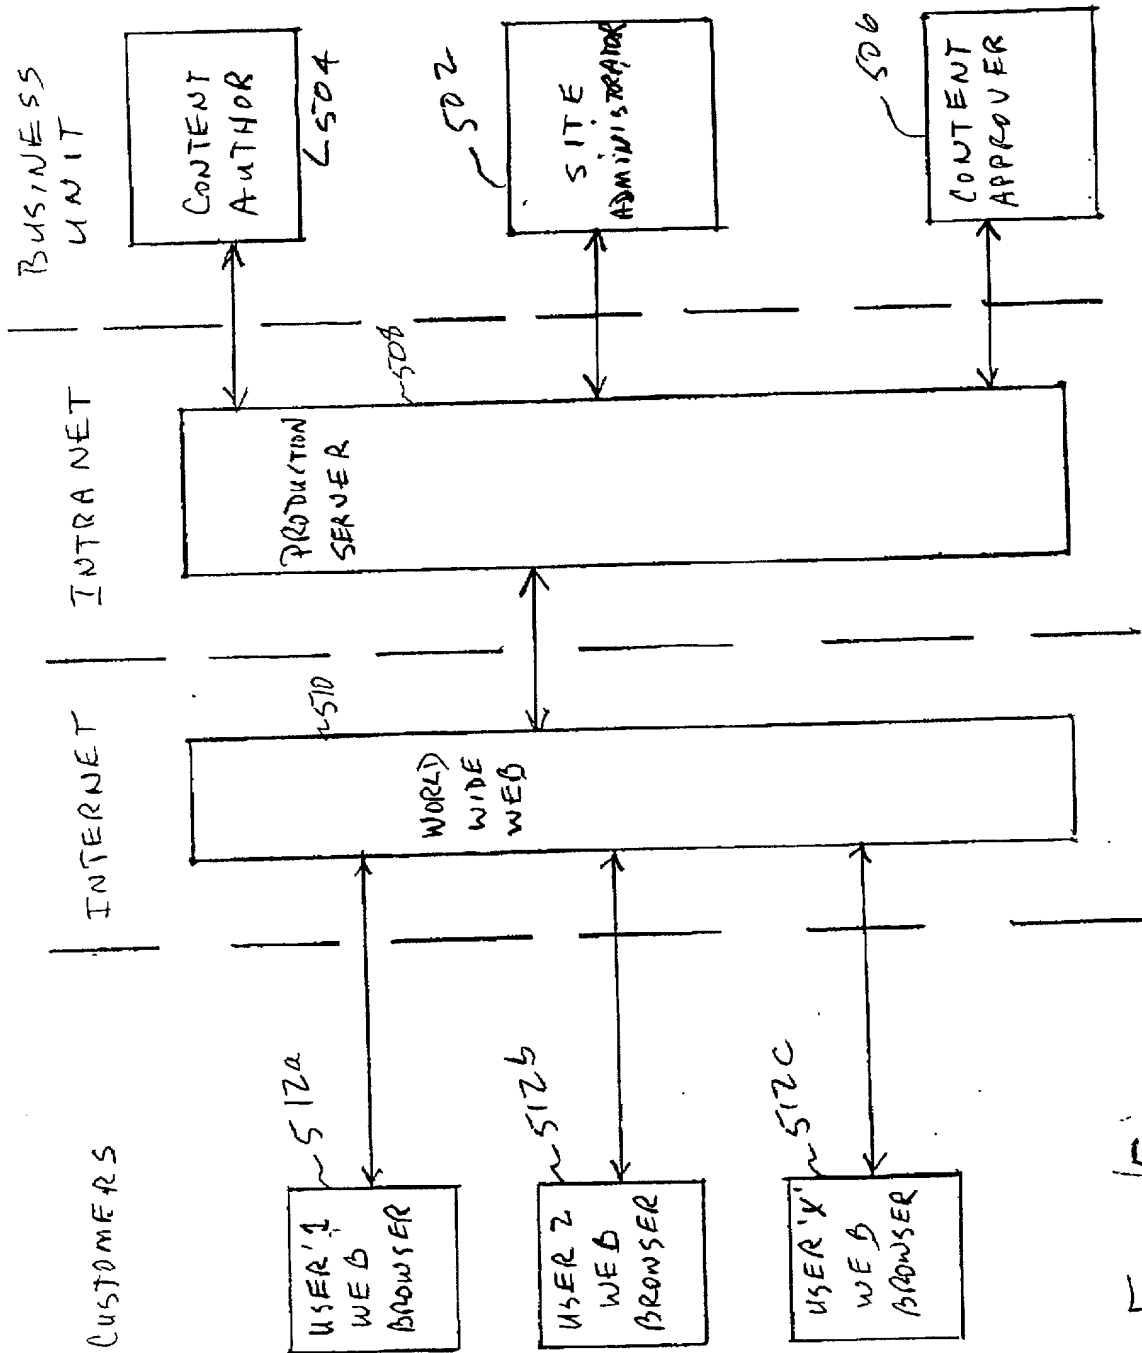 CUSTOMERS
INTERNET
INTRANET
BUSINESS
UNIT
USER'1
WEB
BROWSER
512a
USER 2
WEB
BROWSER
512b
USER 'X'
WEB
BROWSER
512c
WORLD
WIDE
WEB
510
PRODUCTION
SERVER
508
CONTENT
AUTHOR
504
SITE
ADMINISTRATOR
502
CONTENT
APPROVER
506